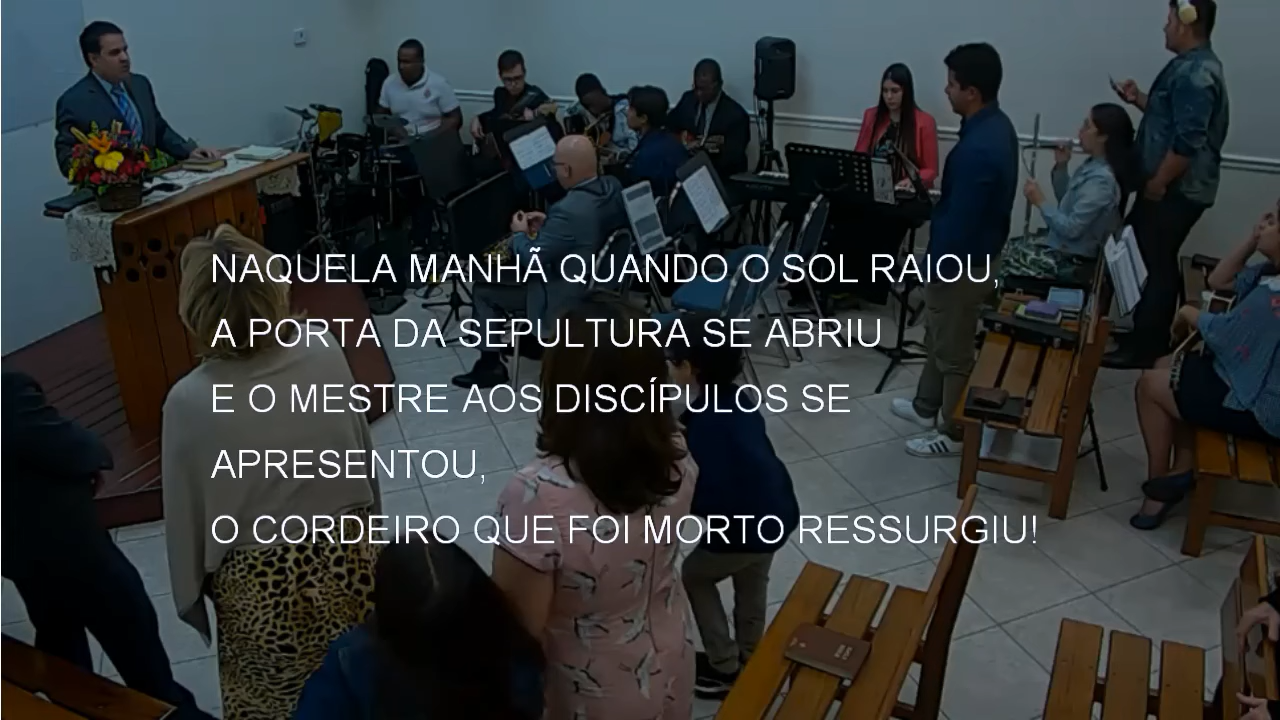 NAQUELA MANHÃ QUANDO O SOL RAIOU,
A PORTA DA SEPULTURA SE ABRIU
E O MESTRE AOS DISCÍPULOS SE
APRESENTOU,
O CORDEIRO QUE FOI MORTO RESSURGIU!